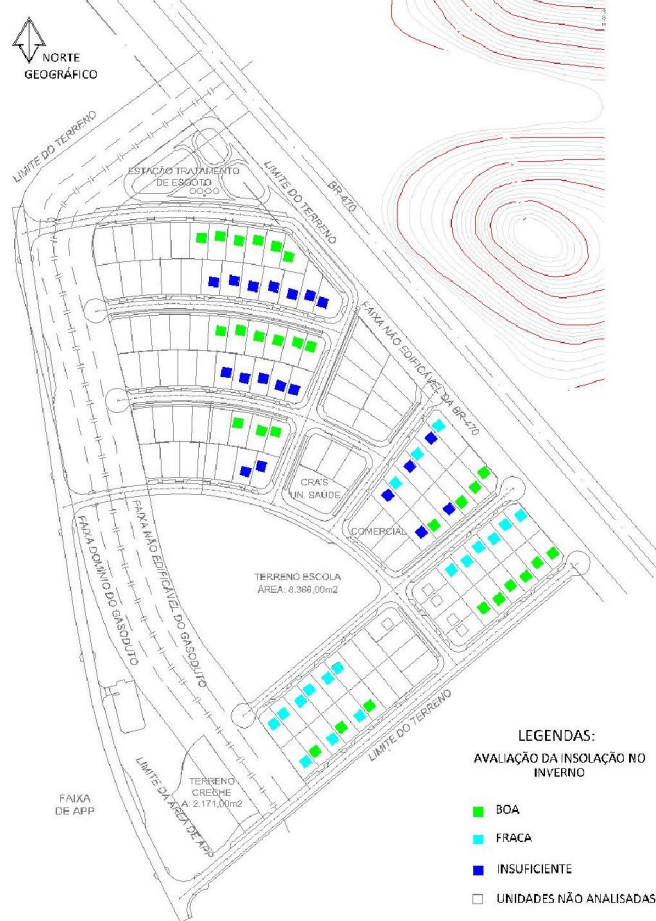 NORTE
GEOGRÁFICO
LIMITE DO TERRENO
ESTAÇÃO TRATAMENTO
DE ESGOTO
LIMITE DO TERRENO
BR-470
FAIXA NÃO EDIFICÁVEL DA BR-470
CRA'S
UN. SAÚDE
COMERCIAL
TERRENO ESCOLA
ÁREA: 8.366,00m2
FAIXA DOMINIO DO GASODUTO
FAIXA NÃO EDIFICÁVEL DO GASODUTO
LIMITE DO TERRENO
LIMITE DA ÁREA DE APP
TERRENO
CRECHE
A: 2.171,00m2
FAIXA
DE APP
LEGENDAS:
AVALIAÇÃO DA INSOLAÇÃO NO
INVERNO
BOA
FRACA
INSUFICIENTE
UNIDADES NÃO ANALISADAS